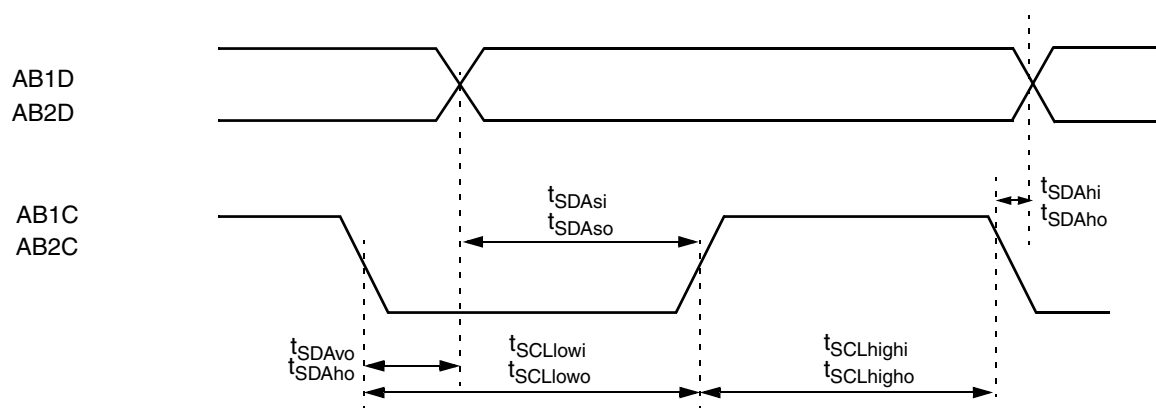 AB1D
AB2D
AB1C
AB2C
tSDAsi
tSDAso
tSDAhi
tSDAho
tSDAvo
tSDAho
tSCLlowi
tSCLlowo
tSCLhighi
tSCLhigho